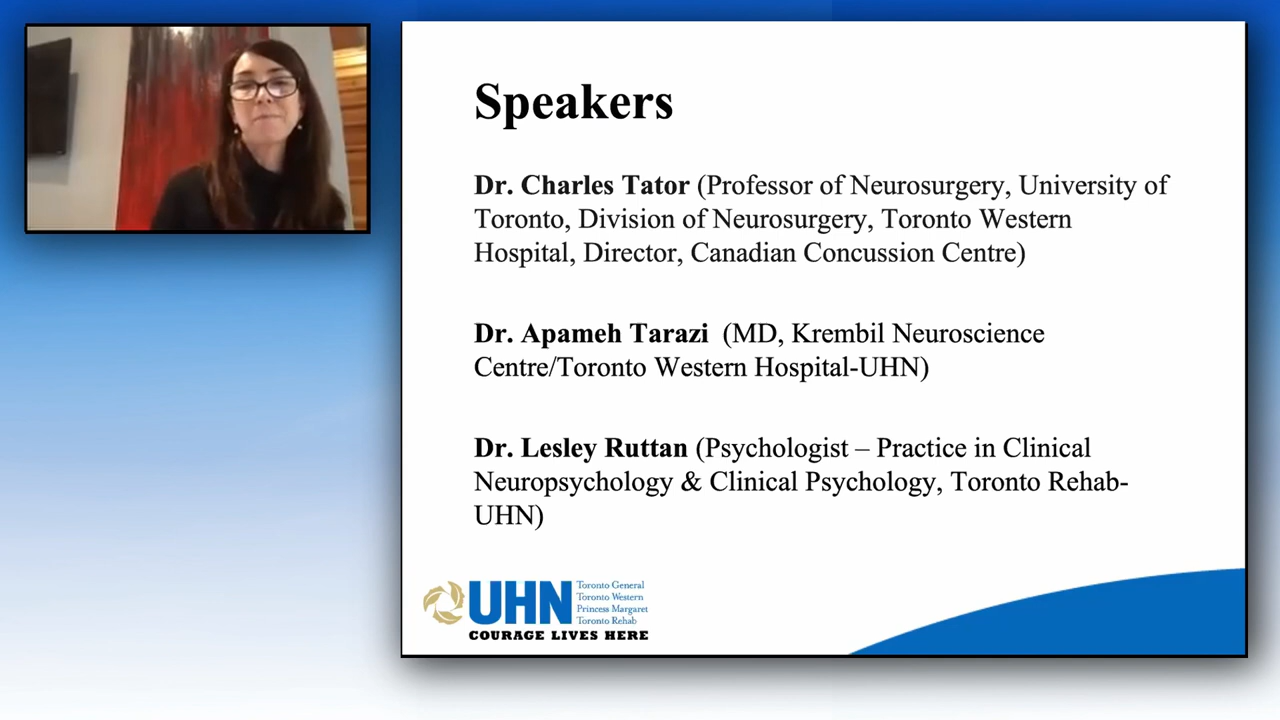 Speakers
Dr. Charles Tator (Professor of Neurosurgery, University of
Toronto, Division of Neurosurgery, Toronto Western
Hospital, Director, Canadian Concussion Centre)
Dr. Apameh Tarazi (MD, Krembil Neuroscience
Centre/Toronto Western Hospital-UHN)
Dr. Lesley Ruttan (Psychologist – Practice in Clinical
Neuropsychology & Clinical Psychology, Toronto Rehab-
UHN)
UHN
Toronto General
Toronto Western
Princess Margaret
Toronto Rehab
COURAGE LIVES HERE